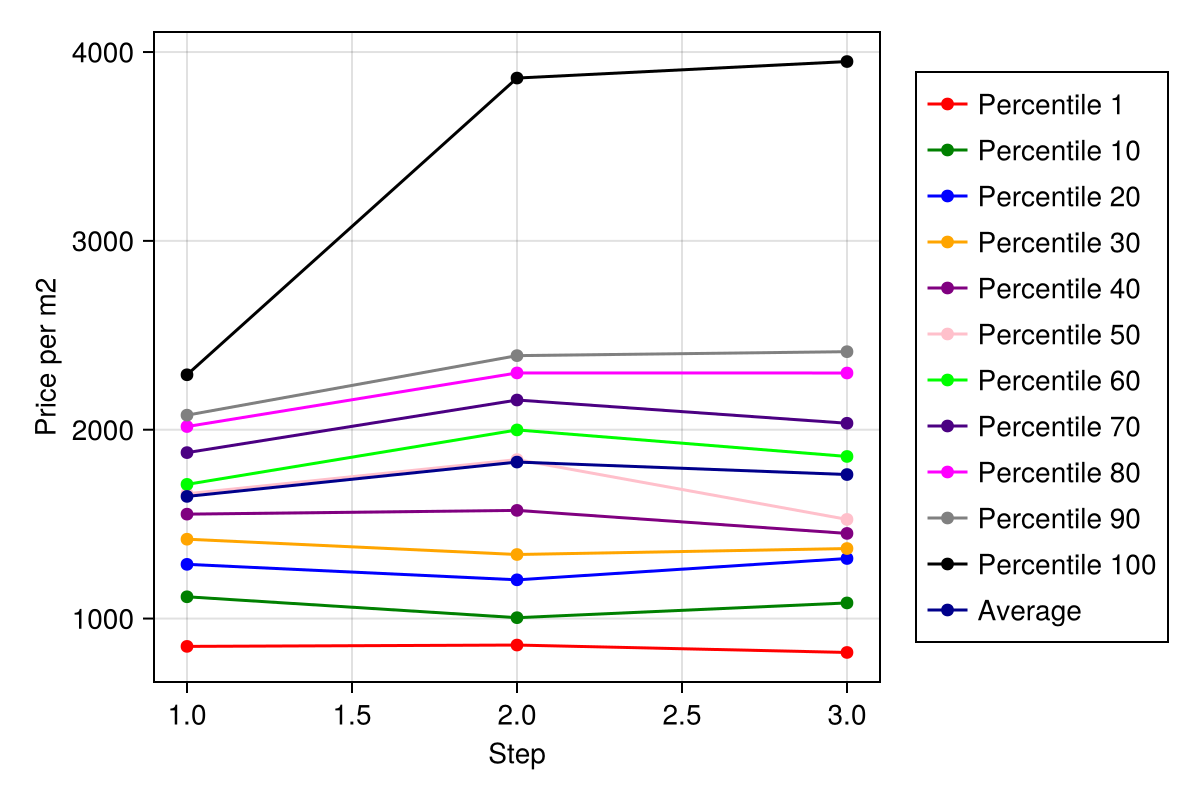 4000
3000
2000
1000
Price per m2
1.0 1.5 2.0 2.5 3.0
Step
Percentile 1
Percentile 10
Percentile 20
Percentile 30
Percentile 40
Percentile 50
Percentile 60
Percentile 70
Percentile 80
Percentile 90
Percentile 100
Average